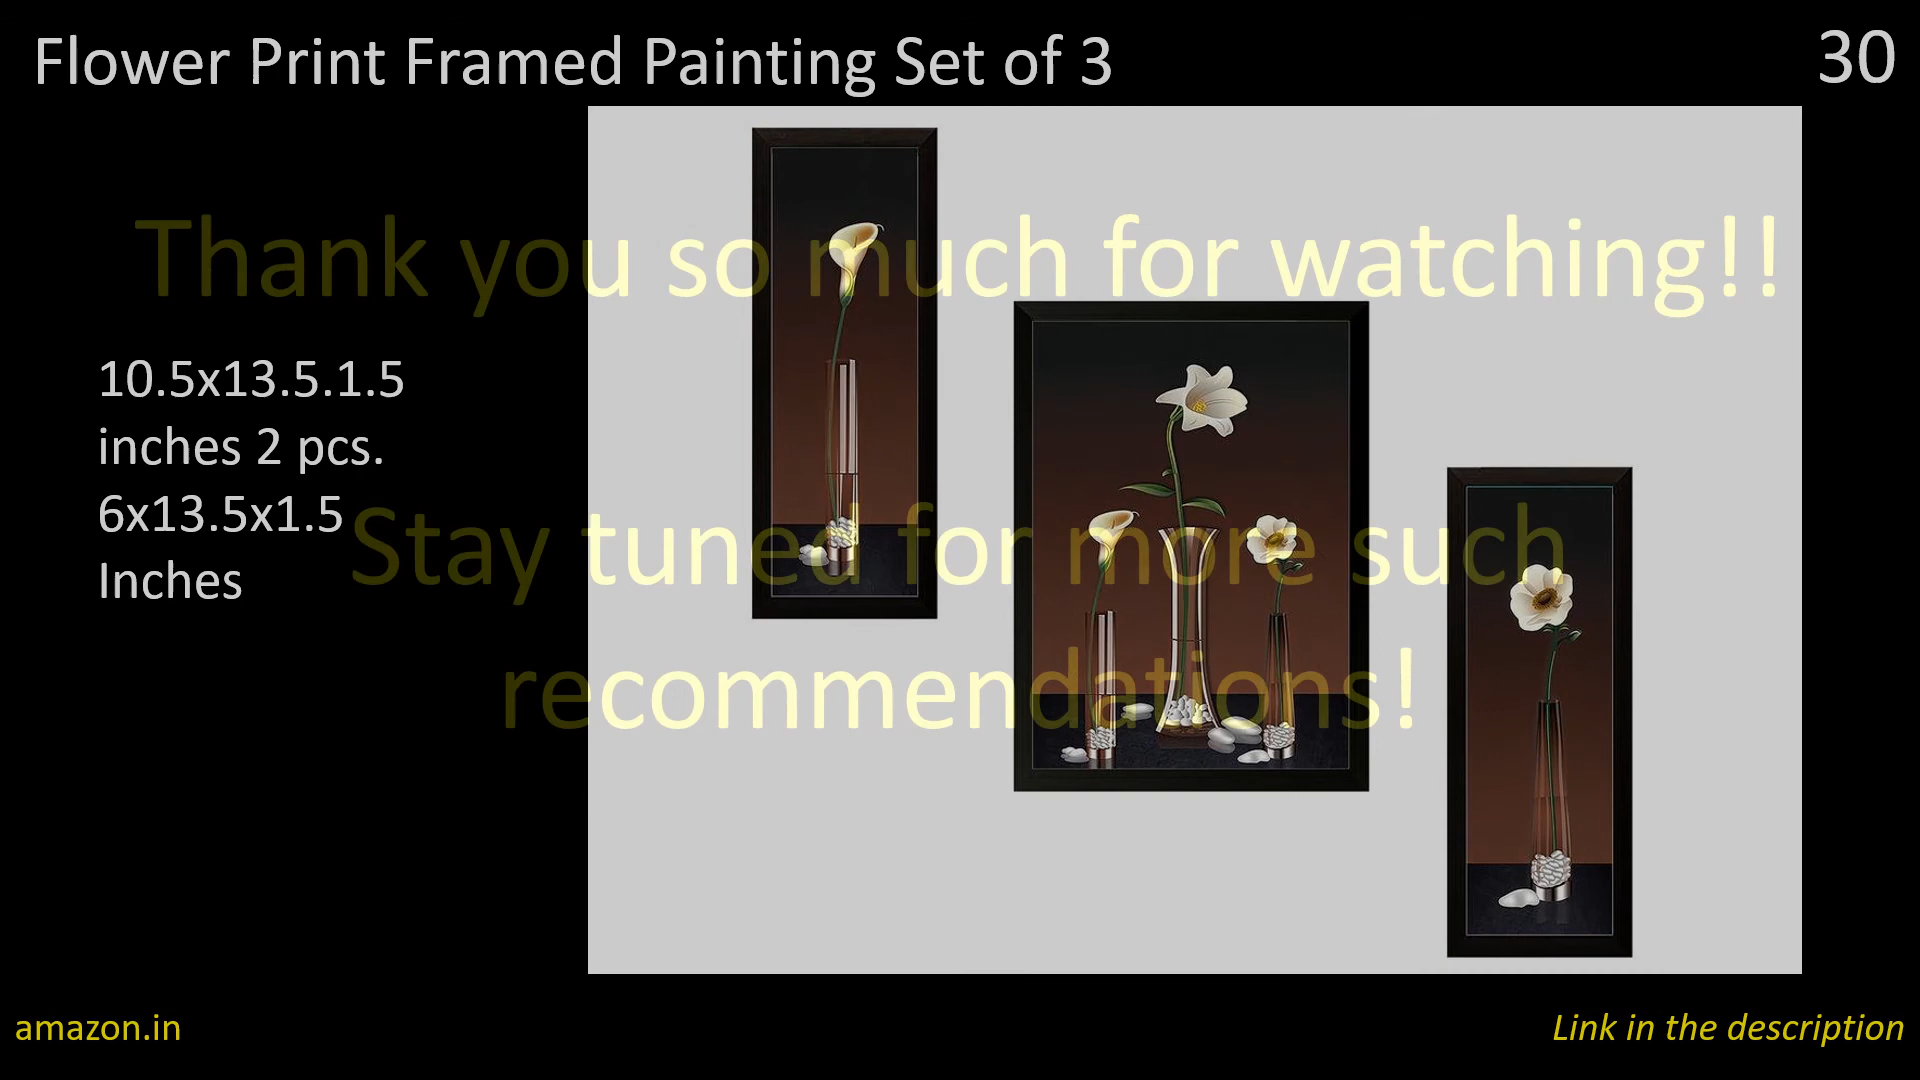 Flower Print Framed Painting Set of 3
30
Thank you so much for watching!!
10.5x13.5.1.5
inches 2 pcs.
6x13.5x1.5
Inches
Stay tuned for more such
recommendations!
amazon.in
Link in the description